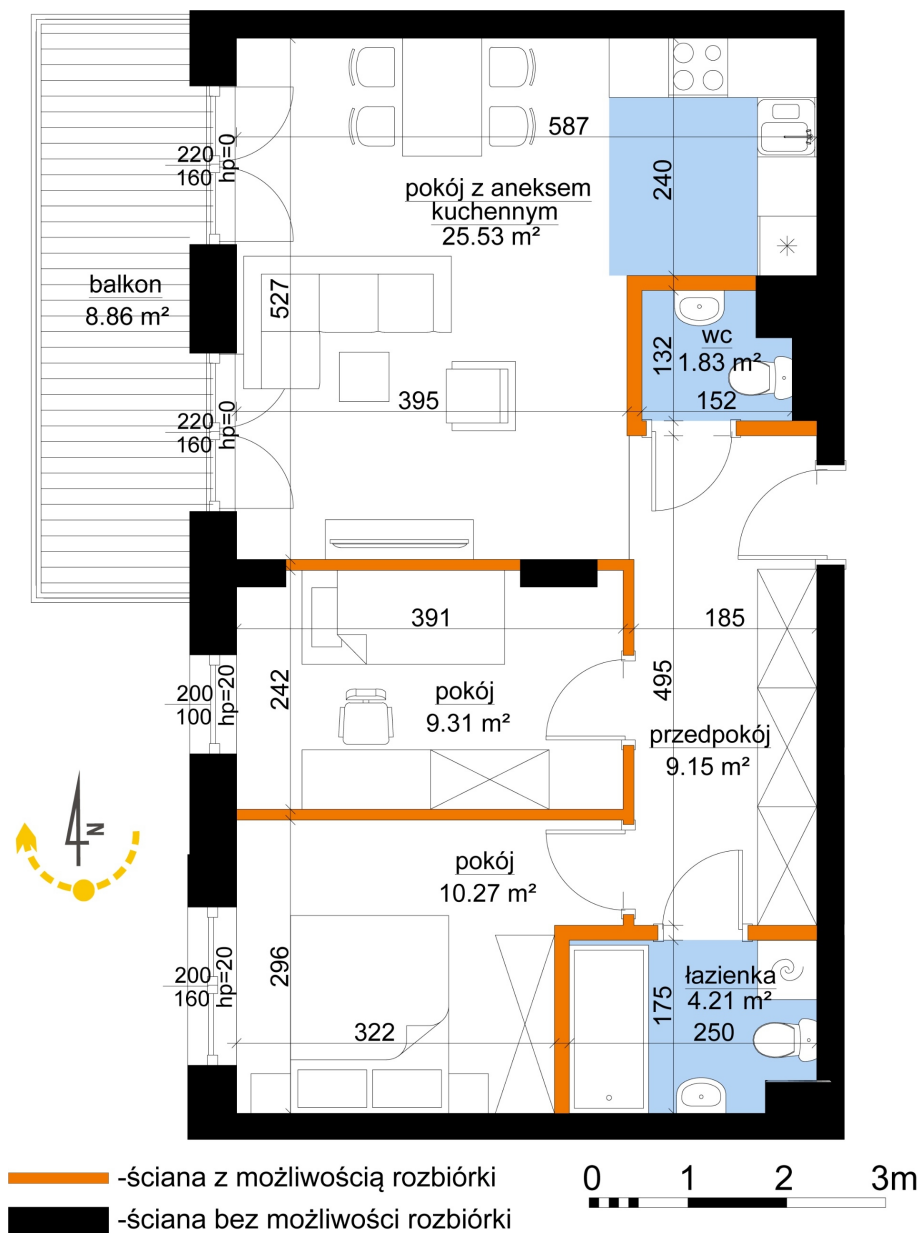 587
220
160
hp=0
pokój z aneksem
kuchennym
25.53 m²
240
balkon
8.86 m²
527
wc
1.83 m²
132
152
395
220
160
hp=0
391
185
242
495
200
100
hp=20
pokój
9.31 m²
przedpokój
9.15 m²
N
pokój
10.27 m²
296
200
160
hp=20
322
łazienka
4.21 m²
175
250
-ściana z możliwością rozbiórki
-ściana bez możliwości rozbiórki
0 1 2 3m